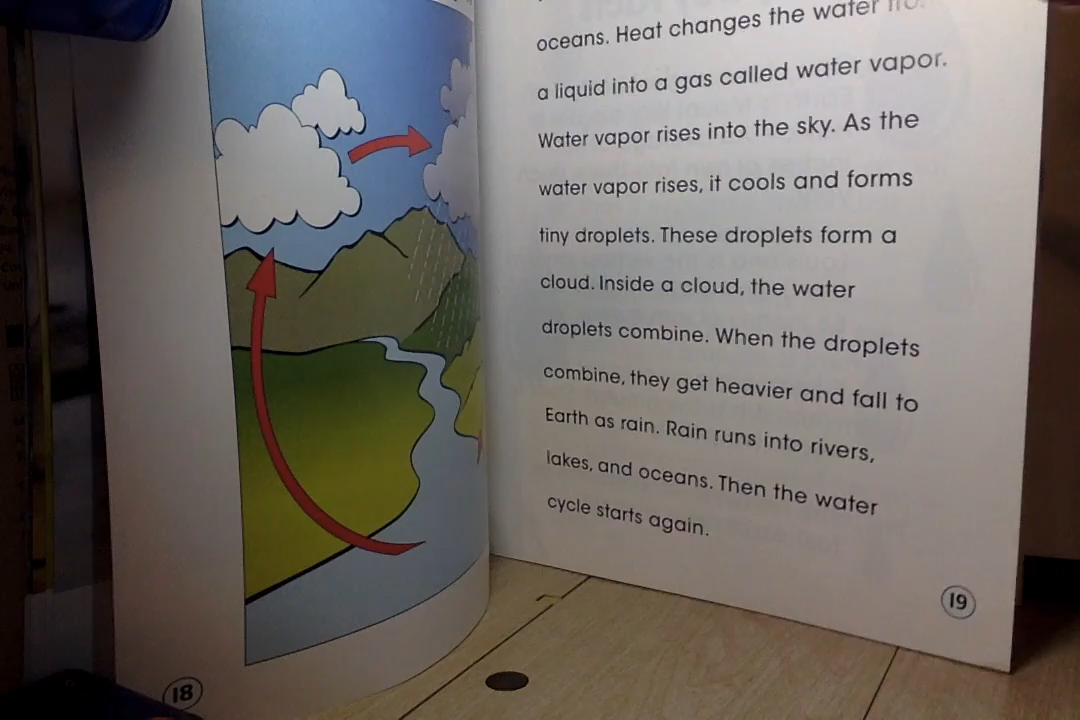 oceans. Heat changes the water
a liquid into a gas called water vapor.
Water vapor rises into the sky. As the
water vapor rises, it cools and forms
tiny droplets. These droplets form a
cloud. Inside a cloud, the water
droplets combine. When the droplets
combine, they get heavier and fall to
Earth as rain. Rain runs into rivers,
lakes, and oceans. Then the water
cycle starts again.
18
19